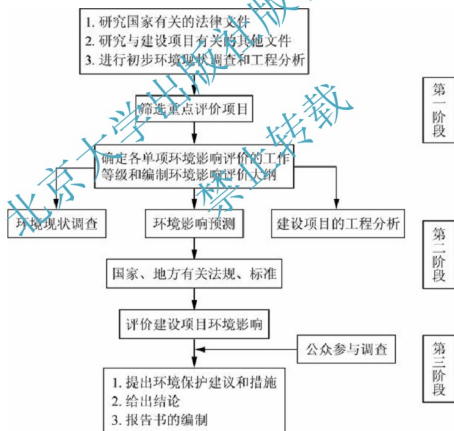 1. 研究国家有关的法律文件
2. 研究与建设项目有关的其他文件
3. 进行初步环境现状调查和工程分析
筛选重点评价项目
确定各单项环境影响评价的工作
等级和编制环境影响评价大纲
环境现状调查
环境影响预测
建设项目的工程分析
国家、地方有关法规、标准
评价建设项目环境影响
公众参与调查
1. 提出环境保护建议和措施
2. 给出结论
3. 报告书的编制
第一阶段
第二阶段
第三阶段
北京大学出版社版权所有
禁止转载